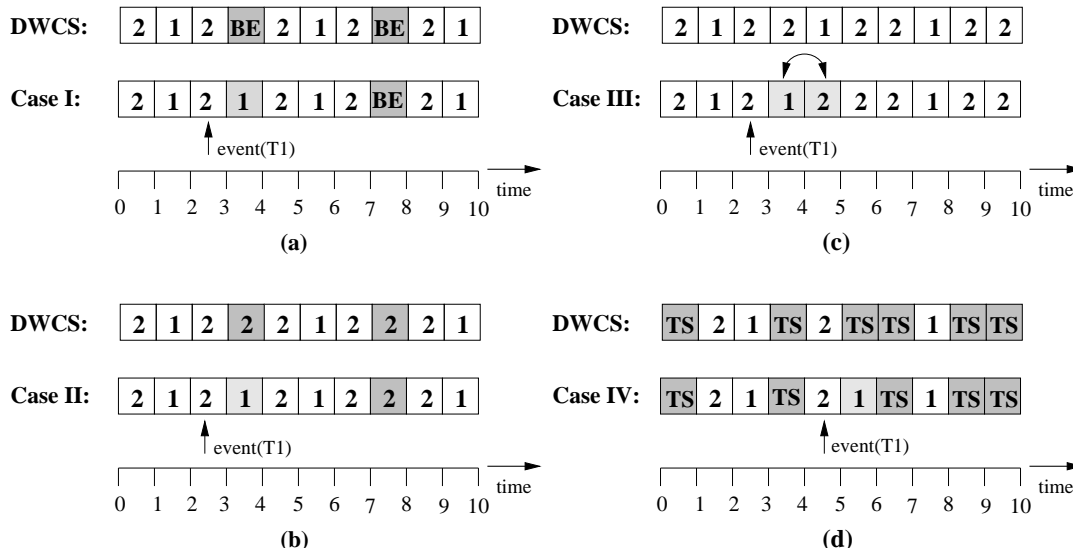 DWCS: 2 1 2 BE 2 1 2 BE 2 1
Case I: 2 1 2 1 2 1 2 BE 2 1
event(T1)
time
0 1 2 3 4 5 6 7 8 9 10
(a)
DWCS: 2 1 2 2 1 2 2 1 2 2
Case III: 2 1 2 1 2 2 2 1 2 2
event(T1)
time
0 1 2 3 4 5 6 7 8 9 10
(c)
DWCS: 2 1 2 2 2 1 2 2 2 1
Case II: 2 1 2 1 2 1 2 2 2 1
event(T1)
time
0 1 2 3 4 5 6 7 8 9 10
(b)
DWCS: TS 2 1 TS 2 TS TS 1 TS TS
Case IV: TS 2 1 TS 2 1 TS 1 TS TS
event(T1)
time
0 1 2 3 4 5 6 7 8 9 10
(d)